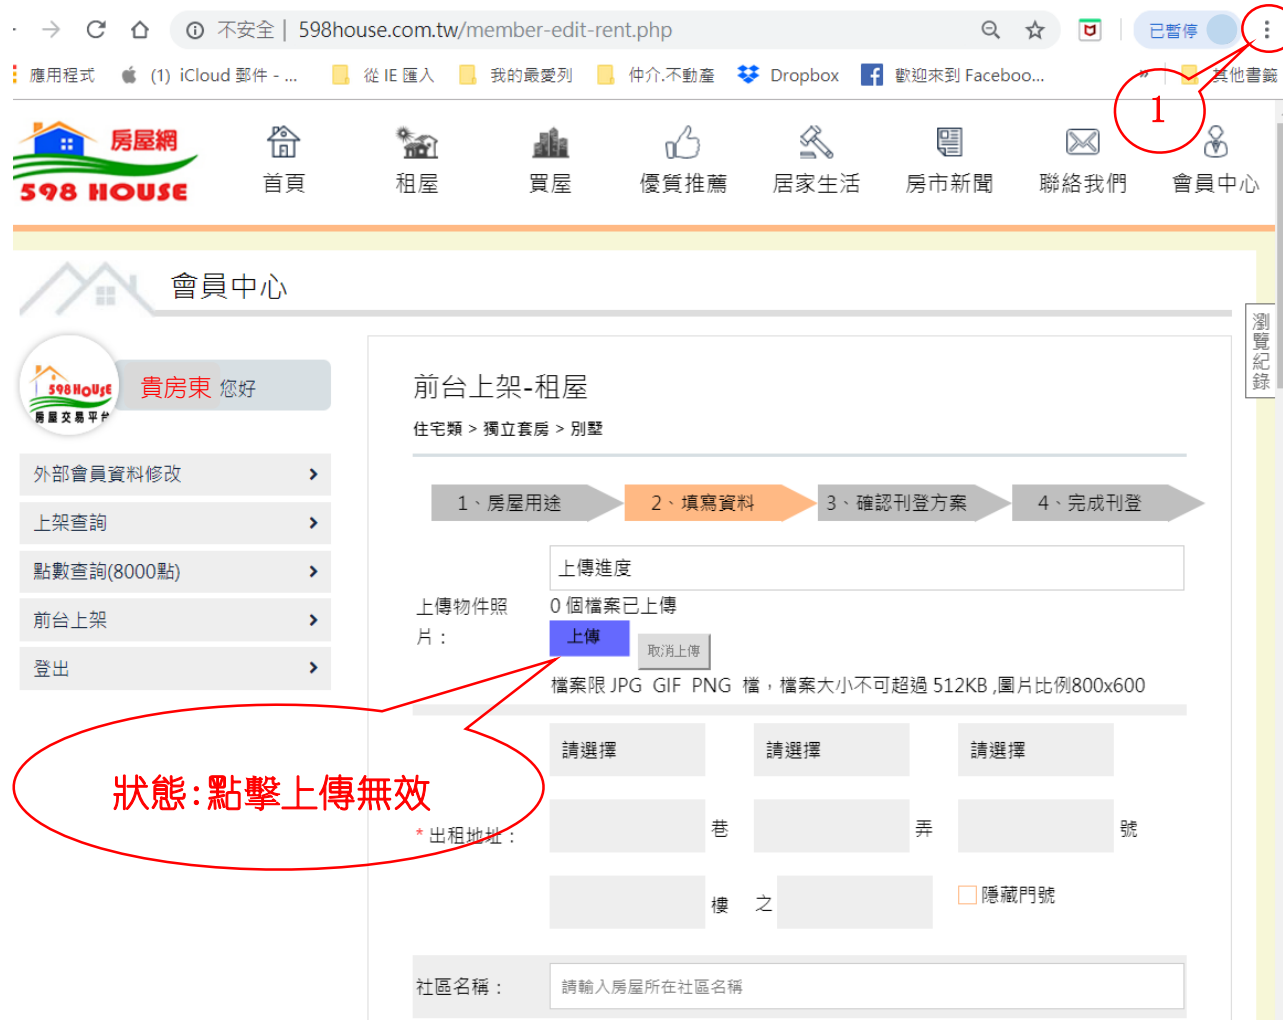 不安全 | 598house.com.tw/member-edit-rent.php
已暫停
應用程式
(1) iCloud 郵件 - ...
從 IE 匯入
我的最愛列
仲介.不動產
Dropbox
歡迎來到 Faceboo...
»
其他書籤
1
房屋網
598 HOUSE
首頁
租屋
買屋
優質推薦
居家生活
房市新聞
聯絡我們
會員中心
會員中心
瀏覽紀錄
598 HOUSE
房屋交易平台
貴房東 您好
外部會員資料修改
上架查詢
點數查詢(8000點)
前台上架
登出
前台上架-租屋
住宅類 > 獨立套房 > 別墅
1、房屋用途
2、填寫資料
3、確認刊登方案
4、完成刊登
上傳進度
上傳物件照片：
0 個檔案已上傳
上傳
取消上傳
檔案限 JPG GIF PNG 檔，檔案大小不可超過 512KB ,圖片比例800x600
狀態:點擊上傳無效
請選擇
請選擇
請選擇
* 出租地址：
巷
弄
號
樓
之
隱藏門號
社區名稱：
請輸入房屋所在社區名稱